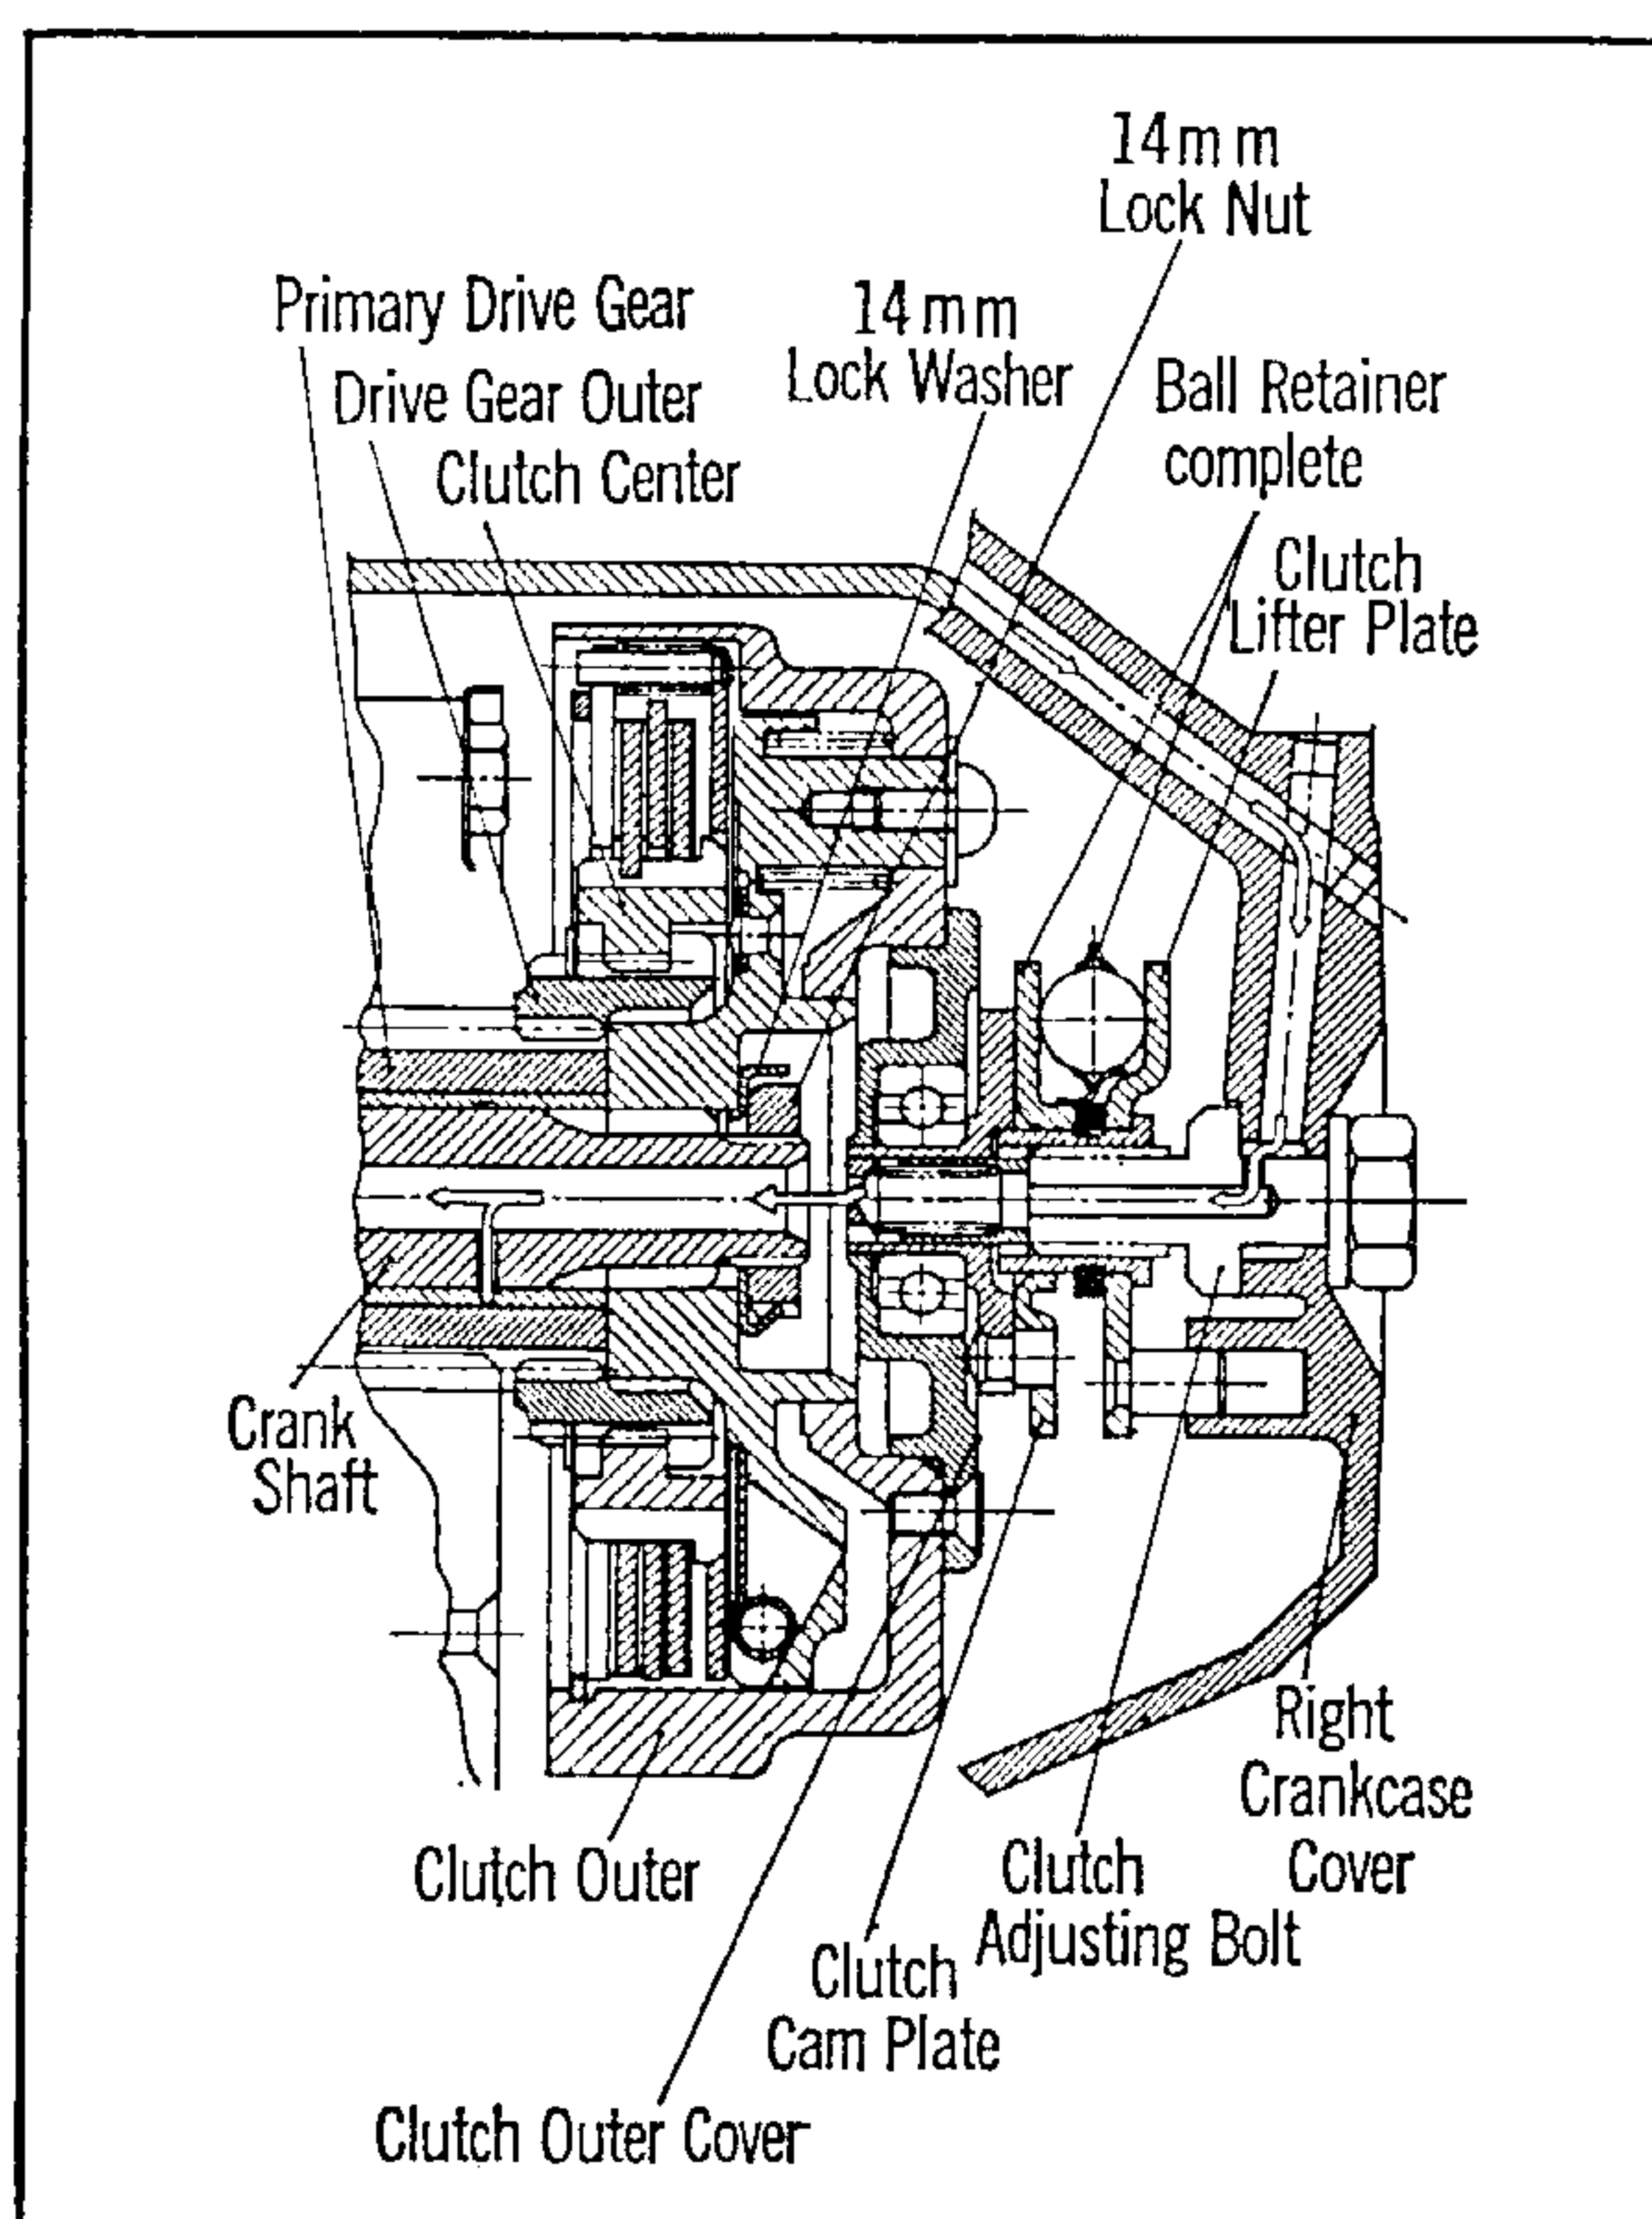 14mm
Lock Nut
14mm
Lock Washer
Primary Drive Gear
Drive Gear Outer
Clutch Center
Ball Retainer
complete
Clutch
Lifter Plate
Crank
Shaft
Right
Crankcase
Cover
Clutch Outer
Clutch
Adjusting Bolt
Clutch
Cam Plate
Clutch Outer Cover